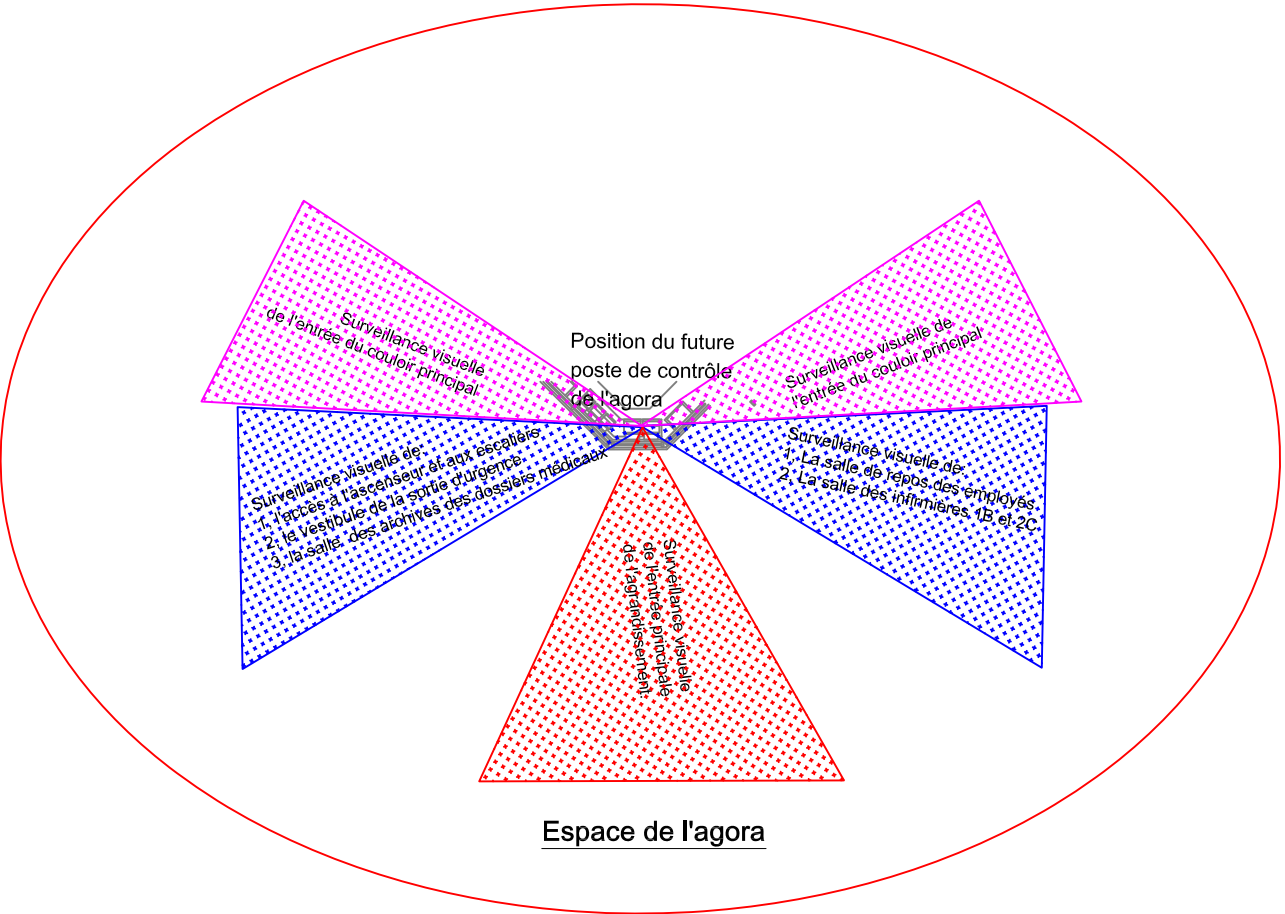 Surveillance visuelle
de l'entrée du couloir principal
Position du future
poste de contrôle
de l'agora
Surveillance visuelle de
l'entrée du couloir principal
Surveillance visuelle de:
1. l'accès à l'ascenseur et aux escaliers
2. le vestibule de la sortie d'urgence.
3. la salle des archives des dossiers médicaux
Surveillance visuelle de:
1. La salle de repos des employés.
2. La salle des infirmières 1B et 2C.
Surveillance visuelle
de l'entrée principale
de l'agrandissement.
Espace de l'agora